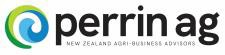 perrin ag
NEW ZEALAND AGRI-BUSINESS ADVISORS